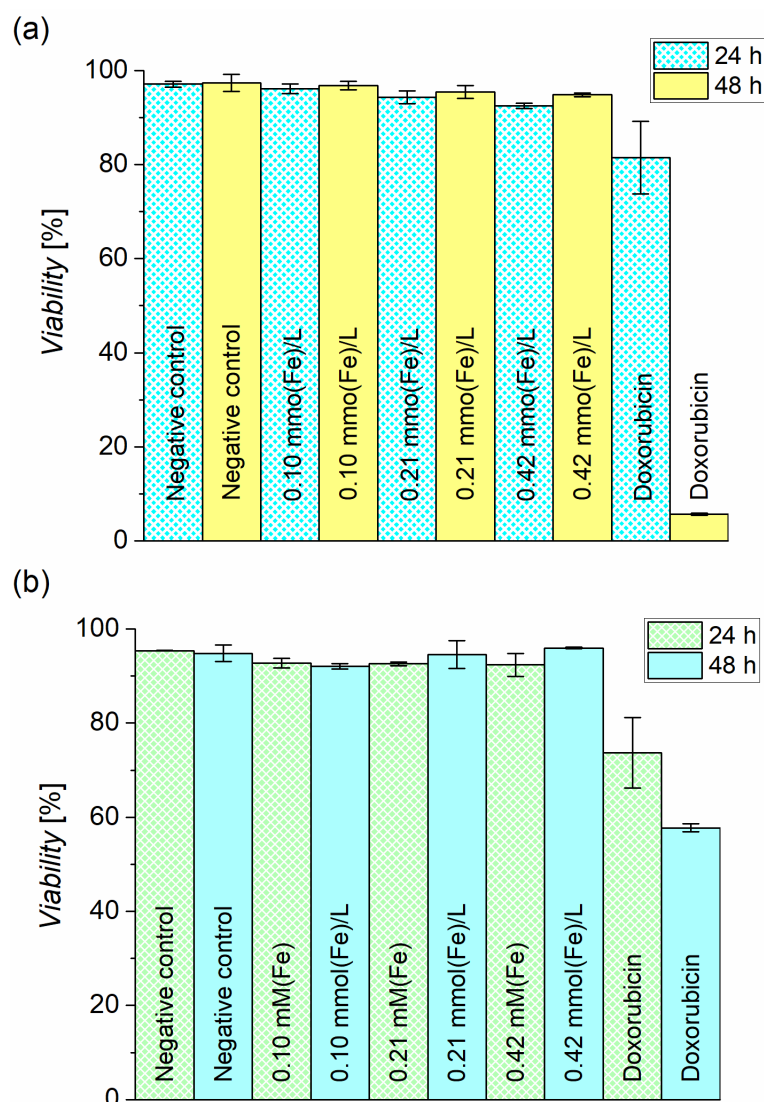 (a)
24 h
48 h
Viability [%]
100
80
60
40
20
0
Negative control
Negative control
0.10 mmo(Fe)/L
0.10 mmo(Fe)/L
0.21 mmo(Fe)/L
0.21 mmo(Fe)/L
0.42 mmo(Fe)/L
0.42 mmo(Fe)/L
Doxorubicin
Doxorubicin
(b)
24 h
48 h
Viability [%]
100
80
60
40
20
0
Negative control
Negative control
0.10 mM(Fe)
0.10 mmol(Fe)/L
0.21 mM(Fe)
0.21 mmol(Fe)/L
0.42 mM(Fe)
0.42 mmol(Fe)/L
Doxorubicin
Doxorubicin